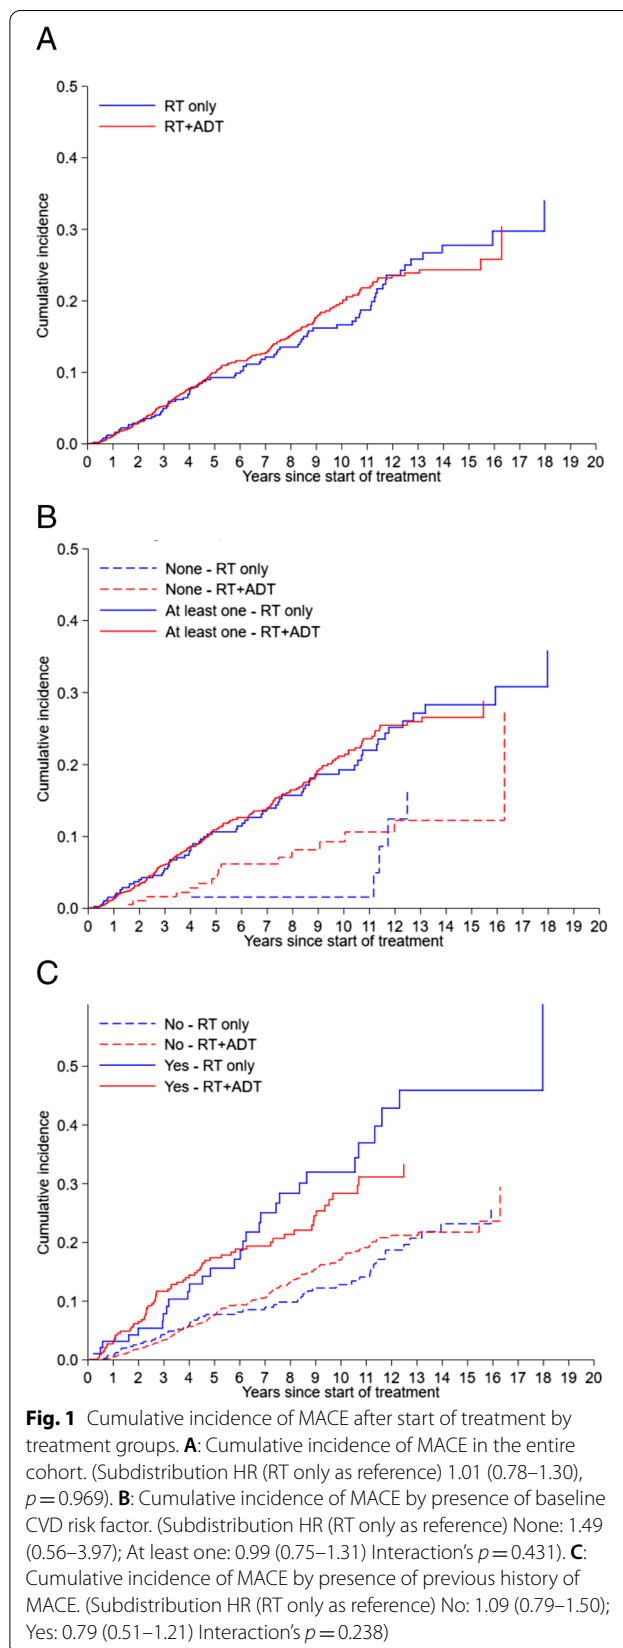 A
0.5
RT only
RT+ADT
0.4
0.3
0.2
0.1
0.0
Cumulative incidence
0 1 2 3 4 5 6 7 8 9 10 11 12 13 14 15 16 17 18 19 20
Years since start of treatment
B
0.5
None - RT only
None - RT+ADT
At least one - RT only
At least one - RT+ADT
0.4
0.3
0.2
0.1
0.0
Cumulative incidence
0 1 2 3 4 5 6 7 8 9 10 11 12 13 14 15 16 17 18 19 20
Years since start of treatment
C
No - RT only
No - RT+ADT
Yes - RT only
Yes - RT+ADT
0.5
0.4
0.3
0.2
0.1
0.0
Cumulative incidence
0 1 2 3 4 5 6 7 8 9 10 11 12 13 14 15 16 17 18 19 20
Years since start of treatment
Fig. 1 Cumulative incidence of MACE after start of treatment by
treatment groups. A: Cumulative incidence of MACE in the entire
cohort. (Subdistribution HR (RT only as reference) 1.01 (0.78–1.30),
p = 0.969). B: Cumulative incidence of MACE by presence of baseline
CVD risk factor. (Subdistribution HR (RT only as reference) None: 1.49
(0.56–3.97); At least one: 0.99 (0.75–1.31) Interaction's p = 0.431). C:
Cumulative incidence of MACE by presence of previous history of
MACE. (Subdistribution HR (RT only as reference) No: 1.09 (0.79–1.50);
Yes: 0.79 (0.51–1.21) Interaction's p = 0.238)